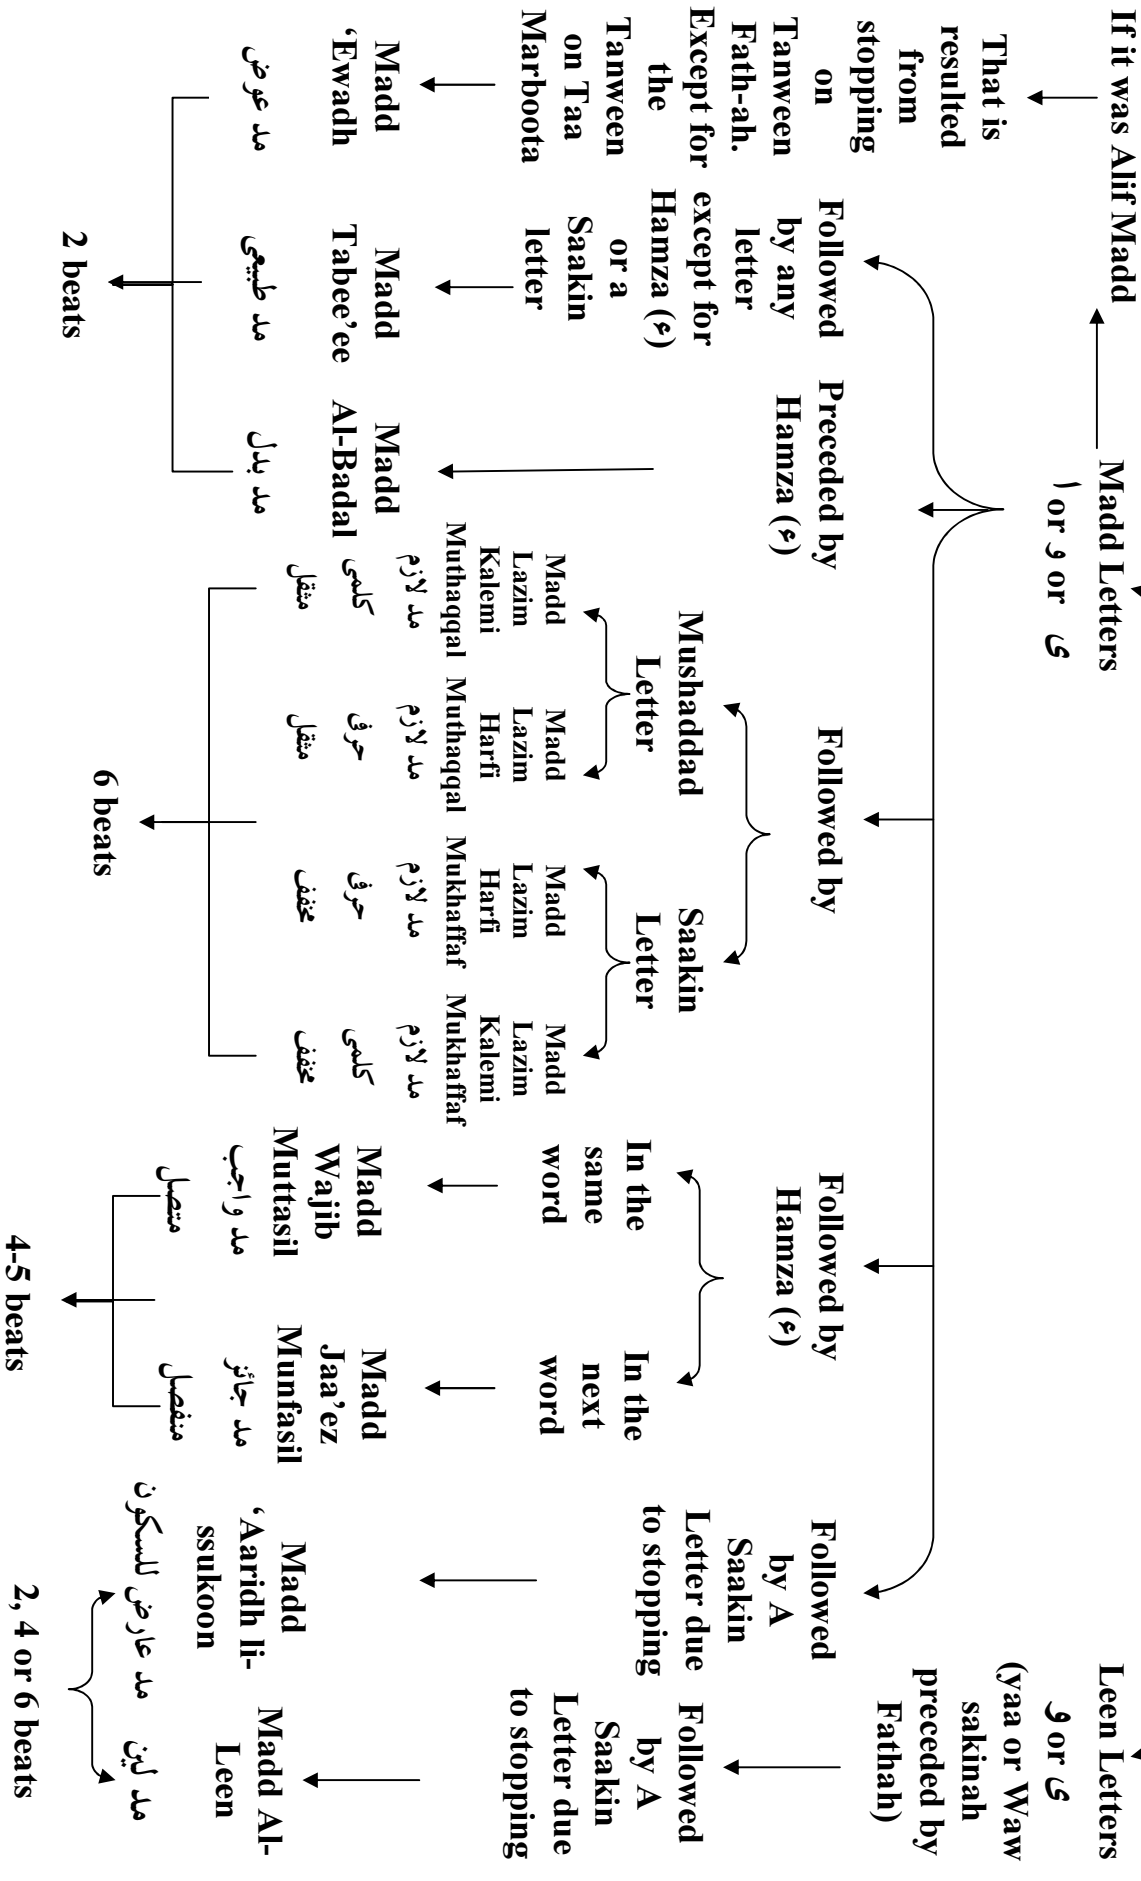 Madd Letters
ا or و or ى
Leen Letters
ى or و
(yaa or Waw
sakinah
preceded by
Fathah)
If it was Alif Madd
That is
resulted
from
stopping
on
Tanween
Fath-ah.
Except for
the
Tanween
on Taa
Marboota
Followed
by any
letter
except for
Hamza (ء)
or a
Saakin
letter
Preceded by
Hamza (ء)
Followed by
Followed by
Hamza (ء)
Followed
by A
Saakin
Letter due
to stopping
Followed
by A
Saakin
Letter due
to stopping
Mushaddad
Letter
Saakin
Letter
In the
same
word
In the
next
word
Madd
‘Ewadh
مد عوض
Madd
Tabee’ee
مد طبيعى
Madd
Al-Badal
مد بدل
Madd
Lazim
Kalemi
Muthaqqal
مد لازم
كلمى
مثقل
Madd
Lazim
Harfi
Muthaqqal
مد لازم
حرفى
مثقل
Madd
Lazim
Harfi
Mukhaffaf
مد لازم
حرفى
مخفف
Madd
Lazim
Kalemi
Mukhaffaf
مد لازم
كلمى
مخفف
Madd
Wajib
Muttasil
مد واجب
متصل
Madd
Jaa’ez
Munfasil
مد جائز
منفصل
Madd
‘Aaridh li-
ssukoon
مد عارض للسكون
Madd Al-
Leen
مد لين
2 beats
6 beats
4-5 beats
2, 4 or 6 beats